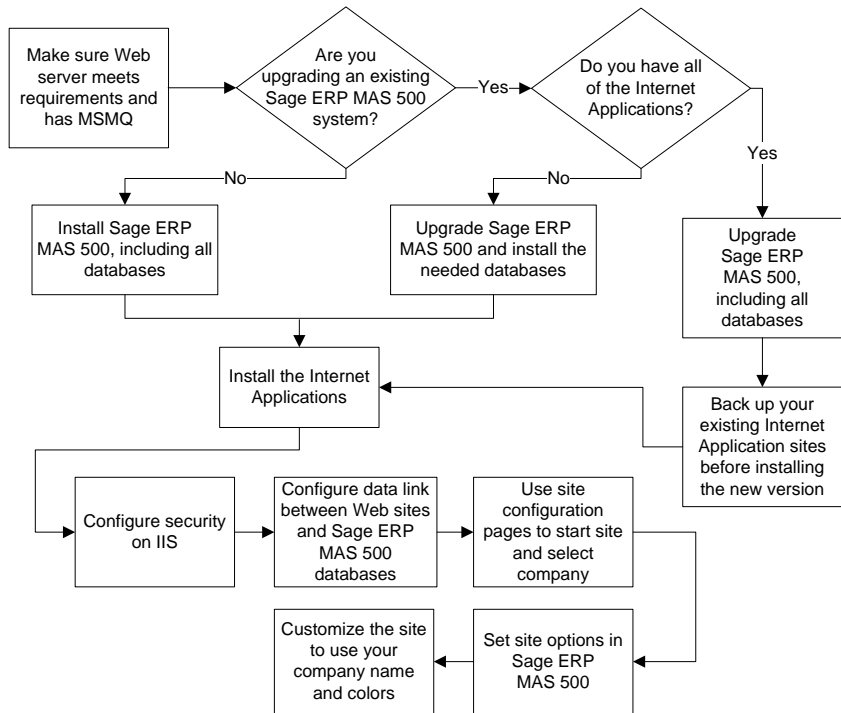 Make sure Web
server meets
requirements and
has MSMQ
Are you
upgrading an existing
Sage ERP MAS 500
system?
Yes
Do you have all
of the Internet
Applications?
No
No
Yes
Install Sage ERP
MAS 500, including all
databases
Upgrade Sage ERP
MAS 500 and install the
needed databases
Upgrade
Sage ERP
MAS 500,
including all
databases
Install the Internet
Applications
Back up your
existing Internet
Application sites
before installing
the new version
Configure security
on IIS
Configure data link
between Web sites
and Sage ERP
MAS 500
databases
Use site
configuration
pages to start site
and select
company
Customize the site
to use your
company name
and colors
Set site options in
Sage ERP
MAS 500